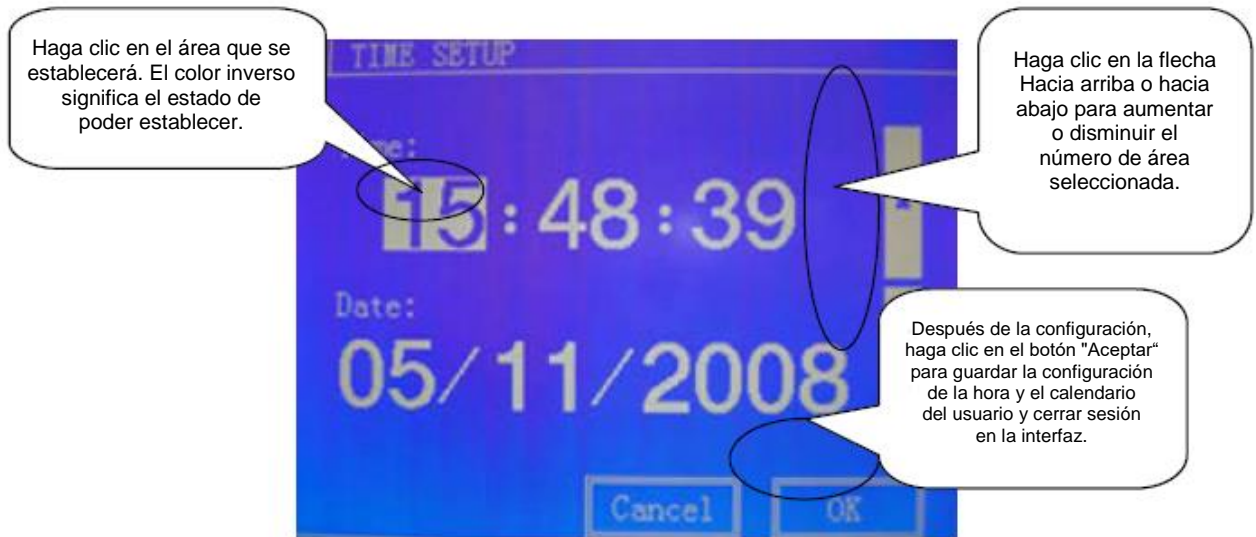 Haga clic en el área que se
establecerá. El color inverso
significa el estado de
poder establecer.
TIME SETUP
Haga clic en la flecha
Hacia arriba o hacia
abajo para aumentar
o disminuir el
número de área
seleccionada.
15:48:39
Date:
05/11/2008
Después de la configuración,
haga clic en el botón "Aceptar“
para guardar la configuración
de la hora y el calendario
del usuario y cerrar sesión
en la interfaz.
Cancel
OK